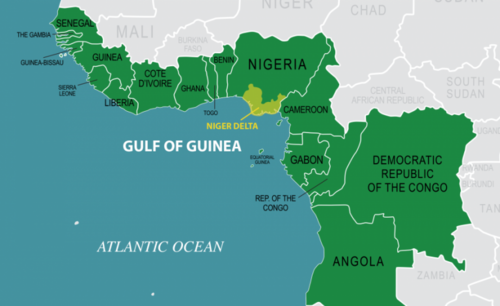 NIGER
CHAD
SENEGAL
MALI
THE GAMBIA
BURKINA
FASO
SOUTH
SUDAN
GUINEA-BISSAU
GUINEA
BENIN
NIGERIA
COTE
D'IVOIRE
GHANA
SIERRA
LEONE
LIBERIA
TOGO
CENTRAL
AFRICAN REPUBLIC
CAMEROON
NIGER DELTA
UGANDA
GULF OF GUINEA
EQUATORIAL
GUINEA
GABON
DEMOCRATIC
REPUBLIC
OF THE CONGO
REP. OF THE
CONGO
ATLANTIC OCEAN
TAN
ANGOLA
ZAMBIA